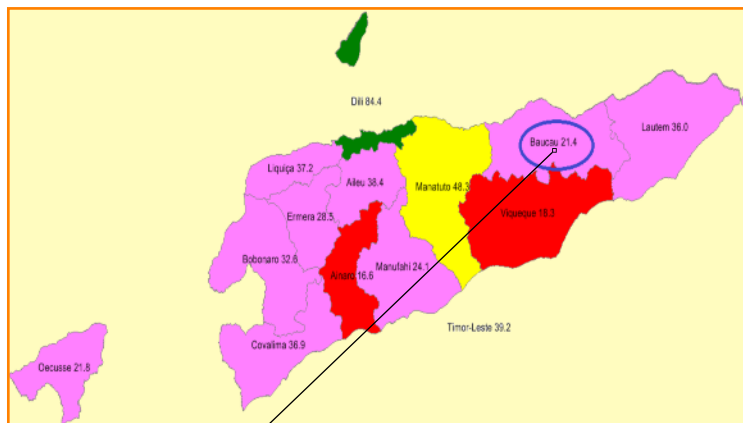 Dili 84.4
Lautem 36.0
Baucau 21.4
Liquiça 37.2
Aileu 38.4
Manatuto 48.3
Ermera 28.5
Viqueque 18.3
Bobonaro 32.6
Ainaro 16.6
Manufahi 24.1
Timor-Leste 39.2
Covalima 36.9
Oecusse 21.8